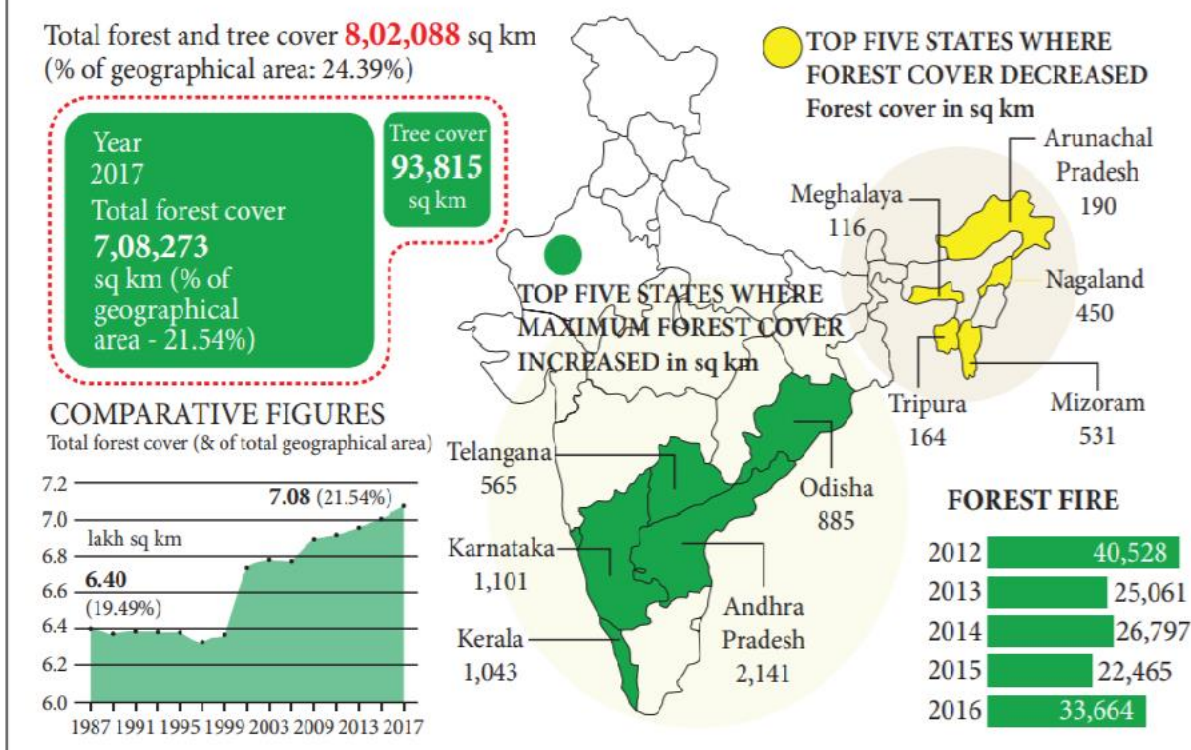 Total forest and tree cover 8,02,088 sq km
(% of geographical area: 24.39%)
Year
2017
Total forest cover
7,08,273
sq km (% of
geographical
area - 21.54%)
Tree cover
93,815
sq km
TOP FIVE STATES WHERE
FOREST COVER DECREASED
Forest cover in sq km
Arunachal
Pradesh
190
Meghalaya
116
Nagaland
450
Tripura
164
Mizoram
531
TOP FIVE STATES WHERE
MAXIMUM FOREST COVER
INCREASED in sq km
Telangana
565
Odisha
885
Karnataka
1,101
Andhra
Pradesh
2,141
Kerala
1,043
COMPARATIVE FIGURES
Total forest cover (& of total geographical area)
7.2
7.0
6.8
6.6
6.4
6.2
6.0
lakh sq km
7.08 (21.54%)
6.40
(19.49%)
1987 1991 1995 1999 2003 2009 2013 2017
FOREST FIRE
2012 40,528
2013 25,061
2014 26,797
2015 22,465
2016 33,664